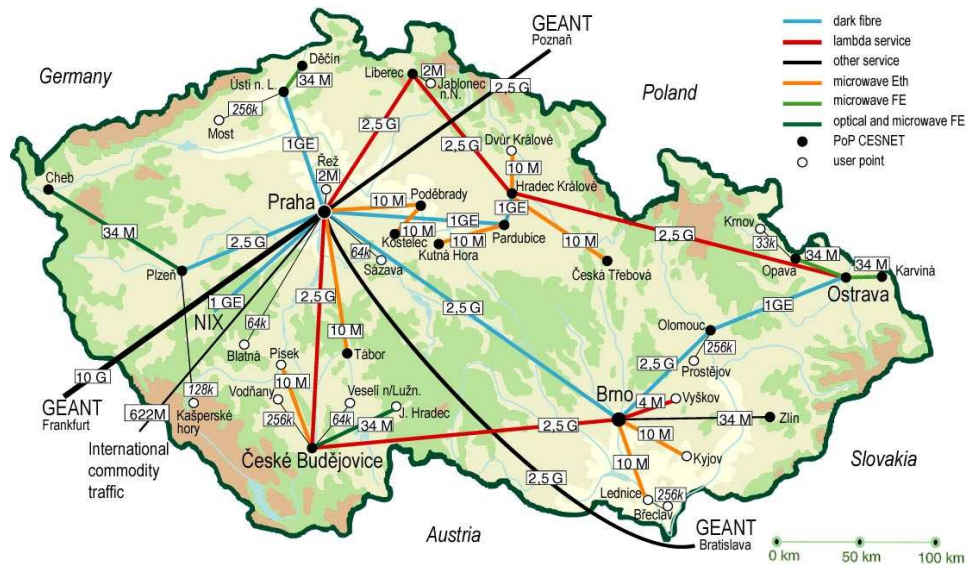 GEANT
Poznaň
dark fibre
lambda service
other service
microwave Eth
microwave FE
optical and microwave FE
PoP CESNET
user point
Germany
Poland
Děčín
34 M
Ústí n. L.
256k
Most
1GE
Liberec
2M
Jablonec
n.N.
2,5 G
2,5 G
2,5 G
Dvůr Králové
10 M
Hradec Králové
1GE
Řež
2M
Praha
Cheb
34 M
Plzeň
2,5 G
10 M
Poděbrady
1GE
10 M
Kostelec
10 M
Kutná Hora
Pardubice
64k
Sázava
10 M
Česká Třebová
2,5 G
Krnov
33k
Opava
34 M
34 M
Karviná
Ostrava
1GE
1 GE
NIX
64k
Blatná
2,5 G
10 M
Tábor
2,5 G
Olomouc
256k
Prostějov
2,5 G
10 G
GEANT
Frankfurt
622M
International
commodity
traffic
128k
Kašperské
hory
Písek
10 M
Vodňany
256k
Veselí n/Lužn.
64k
J. Hradec
34 M
České Budějovice
2,5 G
Brno
4 M
Vyškov
34 M
Zlín
10 M
Kyjov
10 M
Lednice
256k
Břeclav
2,5 G
Slovakia
Austria
GEANT
Bratislava
0 km
50 km
100 km